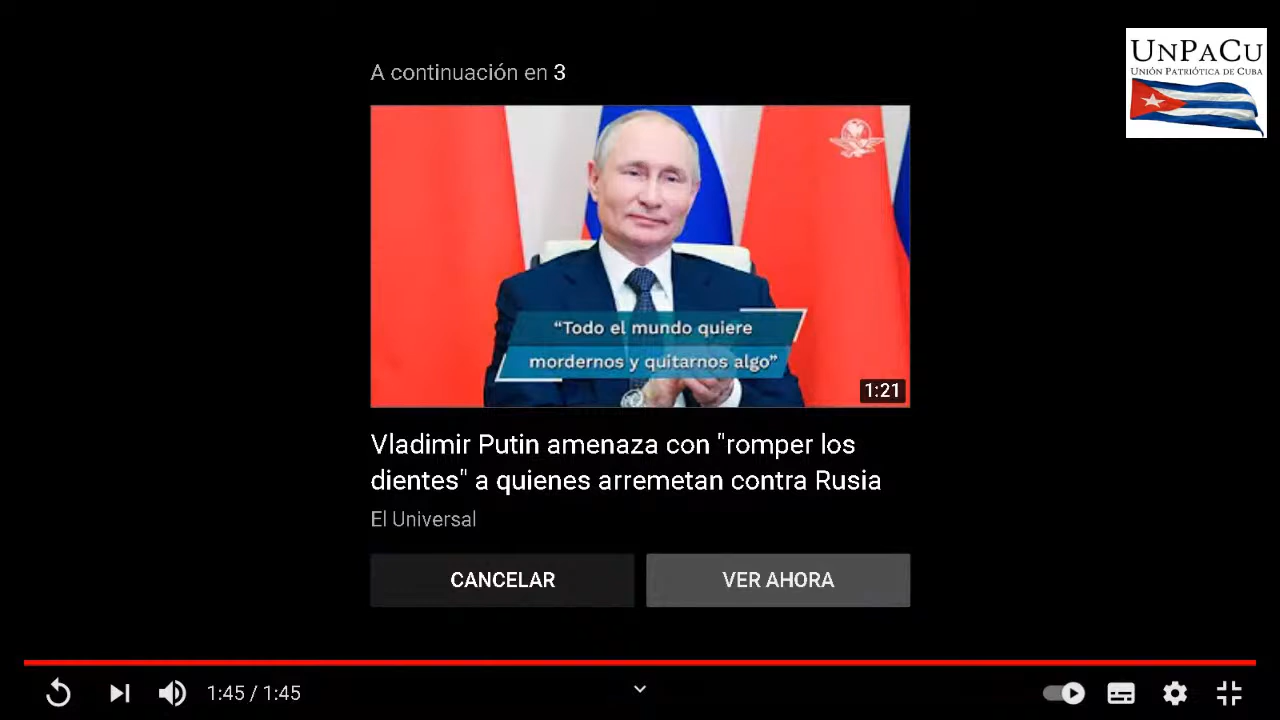 A continuación en 3
UNPACU
UNIÓN PATRIÓTICA DE CUBA
“Todo el mundo quiere
mordernos y quitarnos algo”
1:21
Vladimir Putin amenaza con "romper los
dientes" a quienes arremetan contra Rusia
El Universal
CANCELAR
VER AHORA
1:45 / 1:45